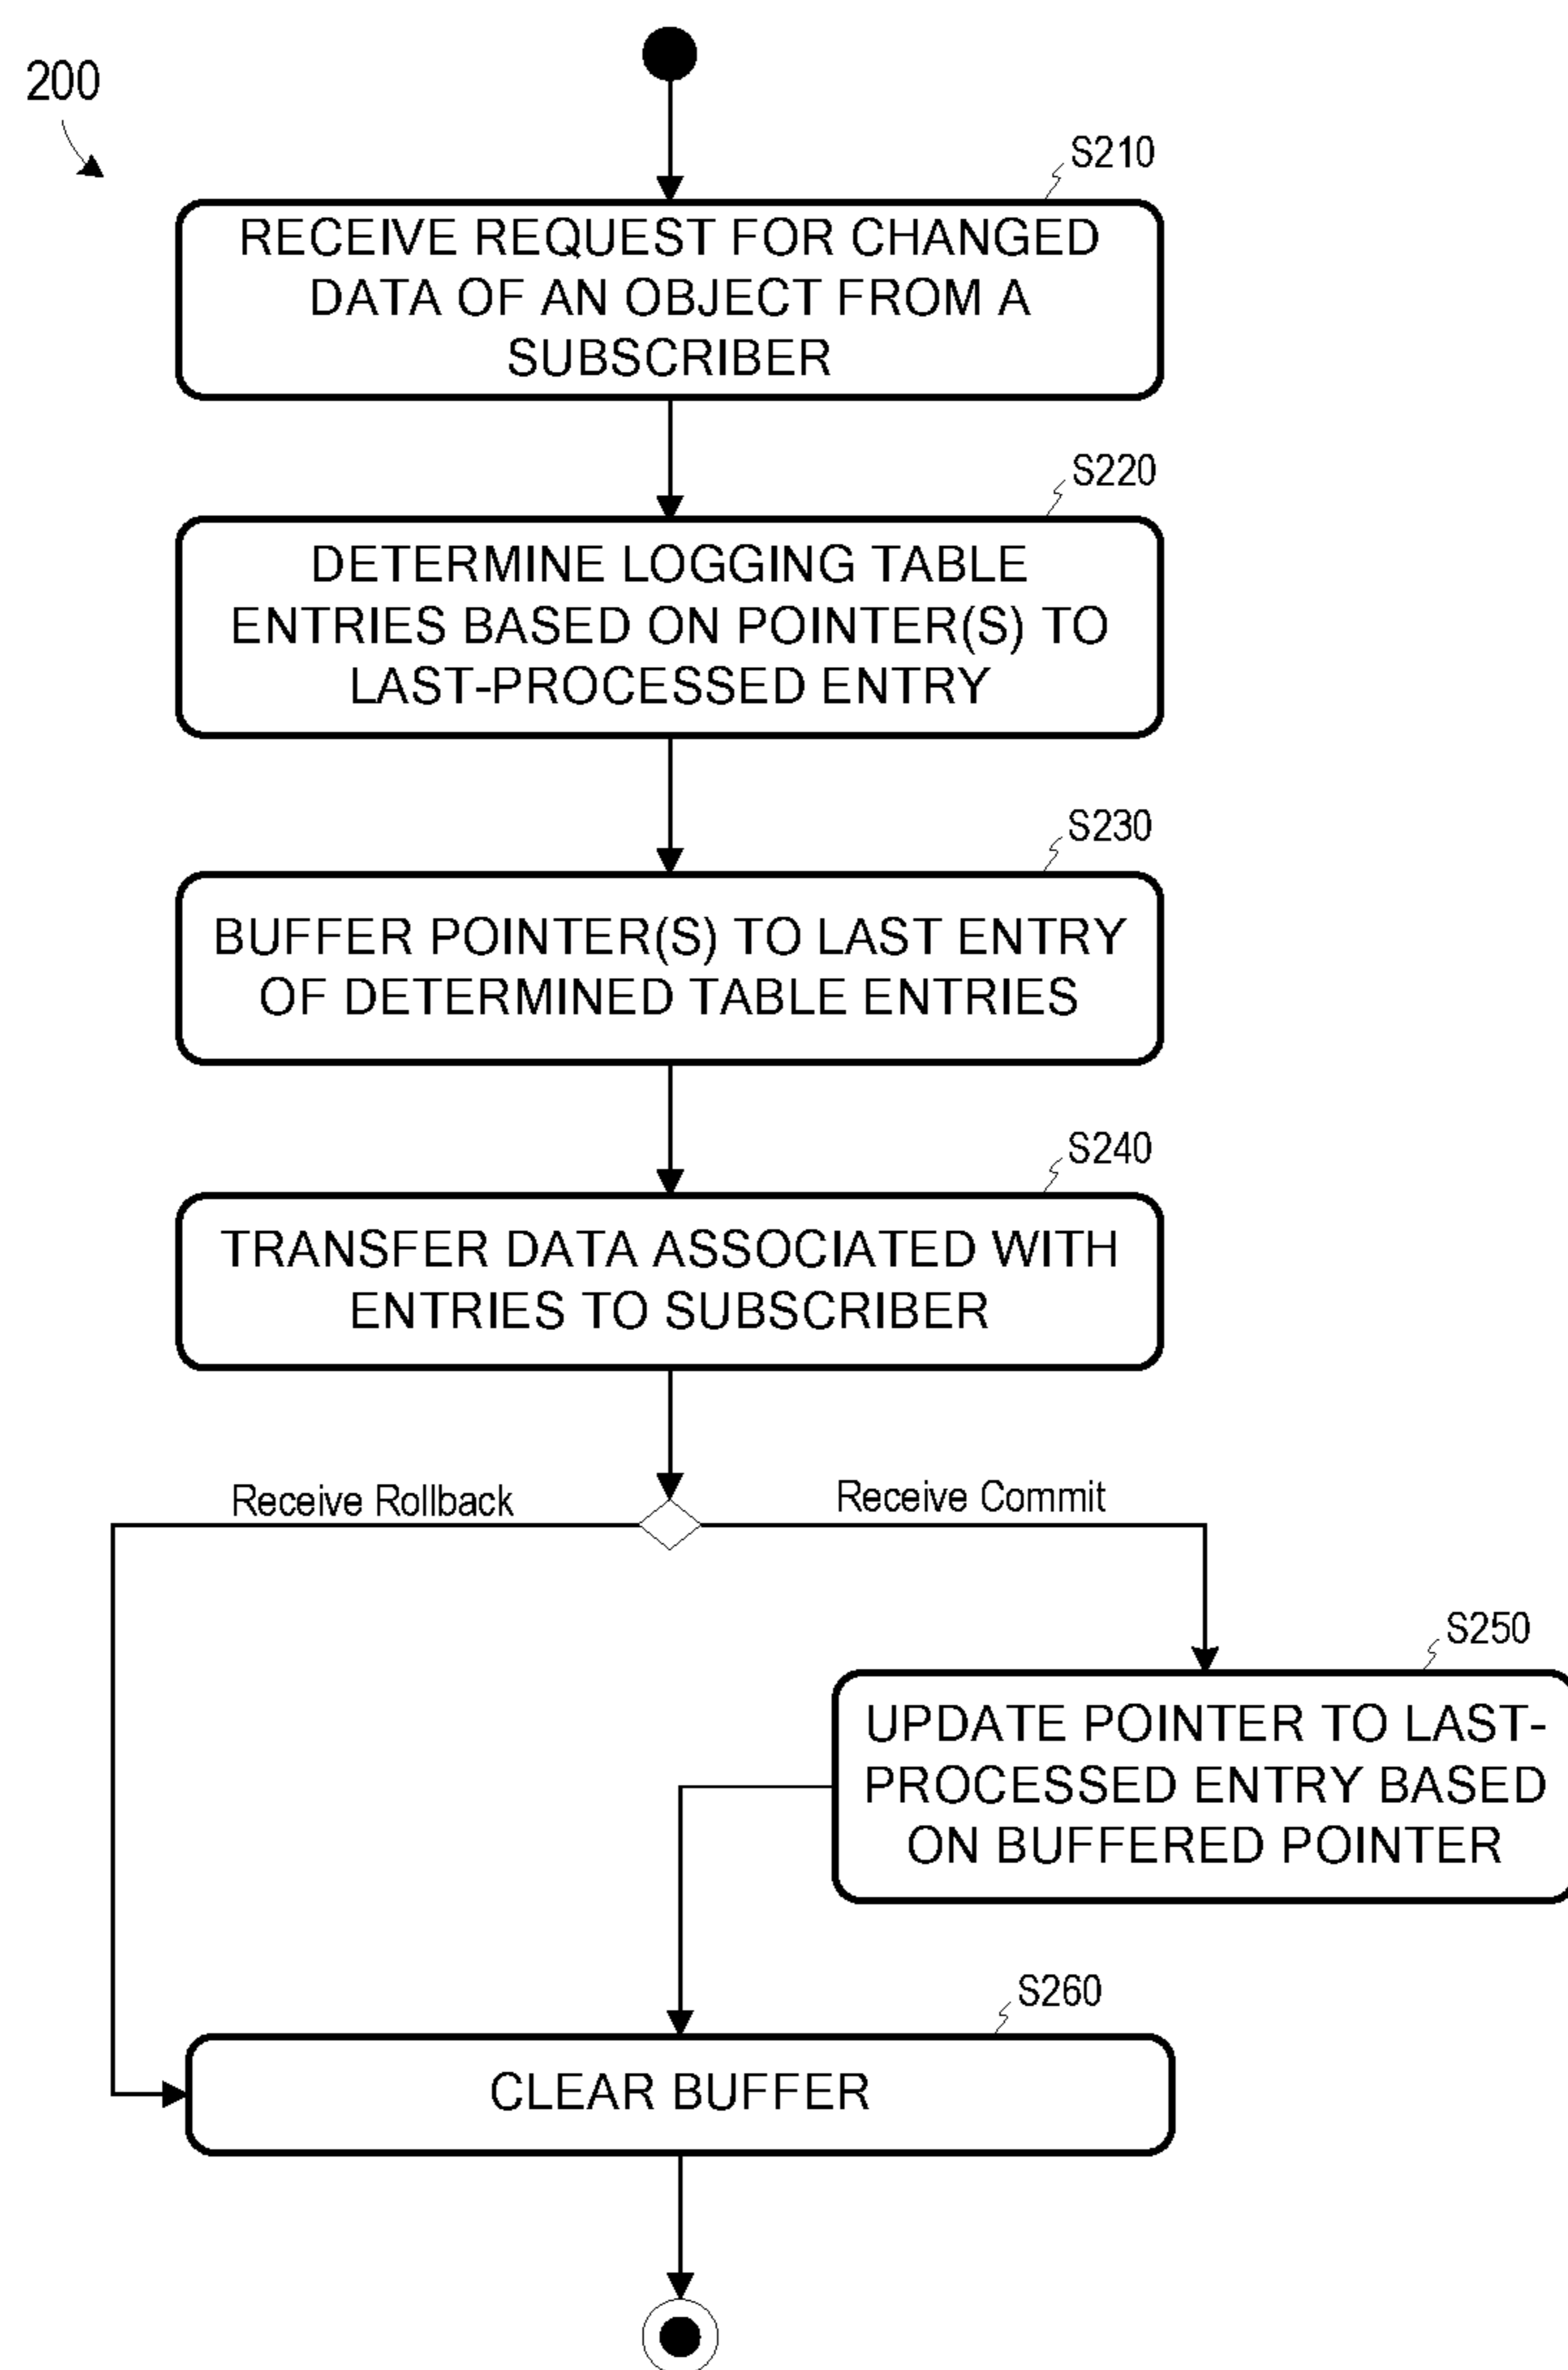 200
S210
RECEIVE REQUEST FOR CHANGED
DATA OF AN OBJECT FROM A
SUBSCRIBER
S220
DETERMINE LOGGING TABLE
ENTRIES BASED ON POINTER(S) TO
LAST-PROCESSED ENTRY
S230
BUFFER POINTER(S) TO LAST ENTRY
OF DETERMINED TABLE ENTRIES
S240
TRANSFER DATA ASSOCIATED WITH
ENTRIES TO SUBSCRIBER
Receive Rollback
Receive Commit
S250
UPDATE POINTER TO LAST-
PROCESSED ENTRY BASED
ON BUFFERED POINTER
S260
CLEAR BUFFER